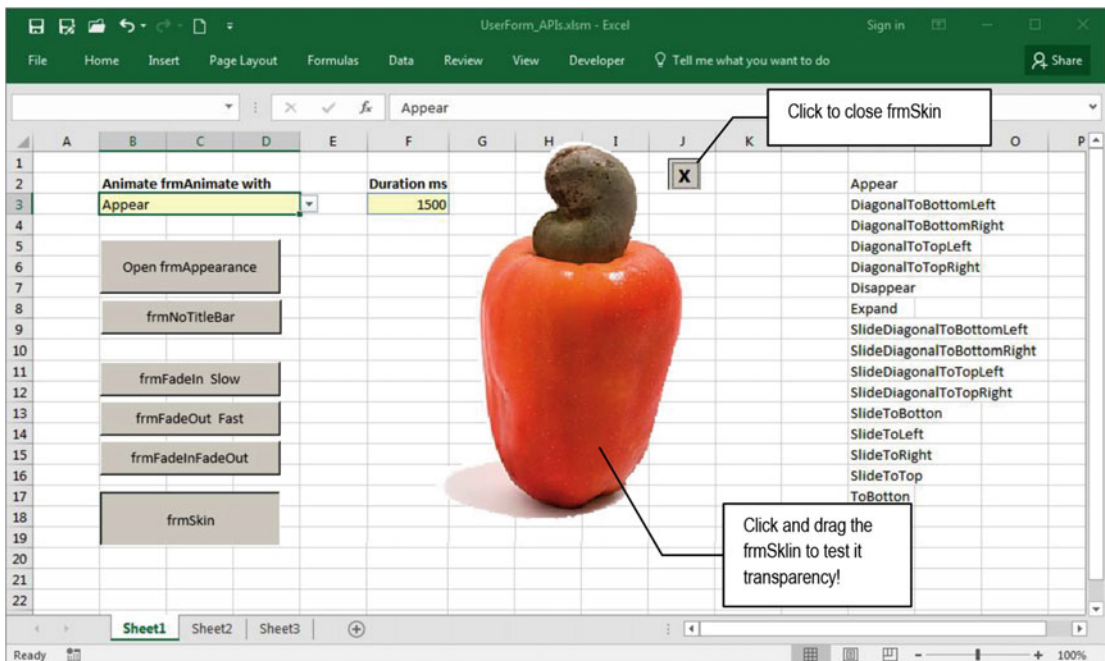 UserForm_APIs.xlsm - Excel
Sign in
File Home Insert Page Layout Formulas Data Review View Developer Tell me what you want to do Share
fx Appear
Click to close frmSkin
A B C D E F G H I J K O P
1
2 Animate frmAnimate with Duration ms Appear
3 Appear 1500 DiagonalToBottomLeft
4 DiagonalToBottomRight
5 DiagonalToTopLeft
6 Open frmAppearance DiagonalToTopRight
7 Disappear
8 frmNoTitleBar Expand
9 SlideDiagonalToBottomLeft
10 SlideDiagonalToBottomRight
11 frmFadeIn Slow SlideDiagonalToTopLeft
12 SlideDiagonalToTopRight
13 frmFadeOut Fast SlideToBotton
14 SlideToLeft
15 frmFadeInFadeOut SlideToRight
16 SlideToTop
17 ToBotton
18 frmSkin
19
20
21
22
X
Click and drag the
frmSklin to test it
transparency!
Sheet1 Sheet2 Sheet3
Ready 100%